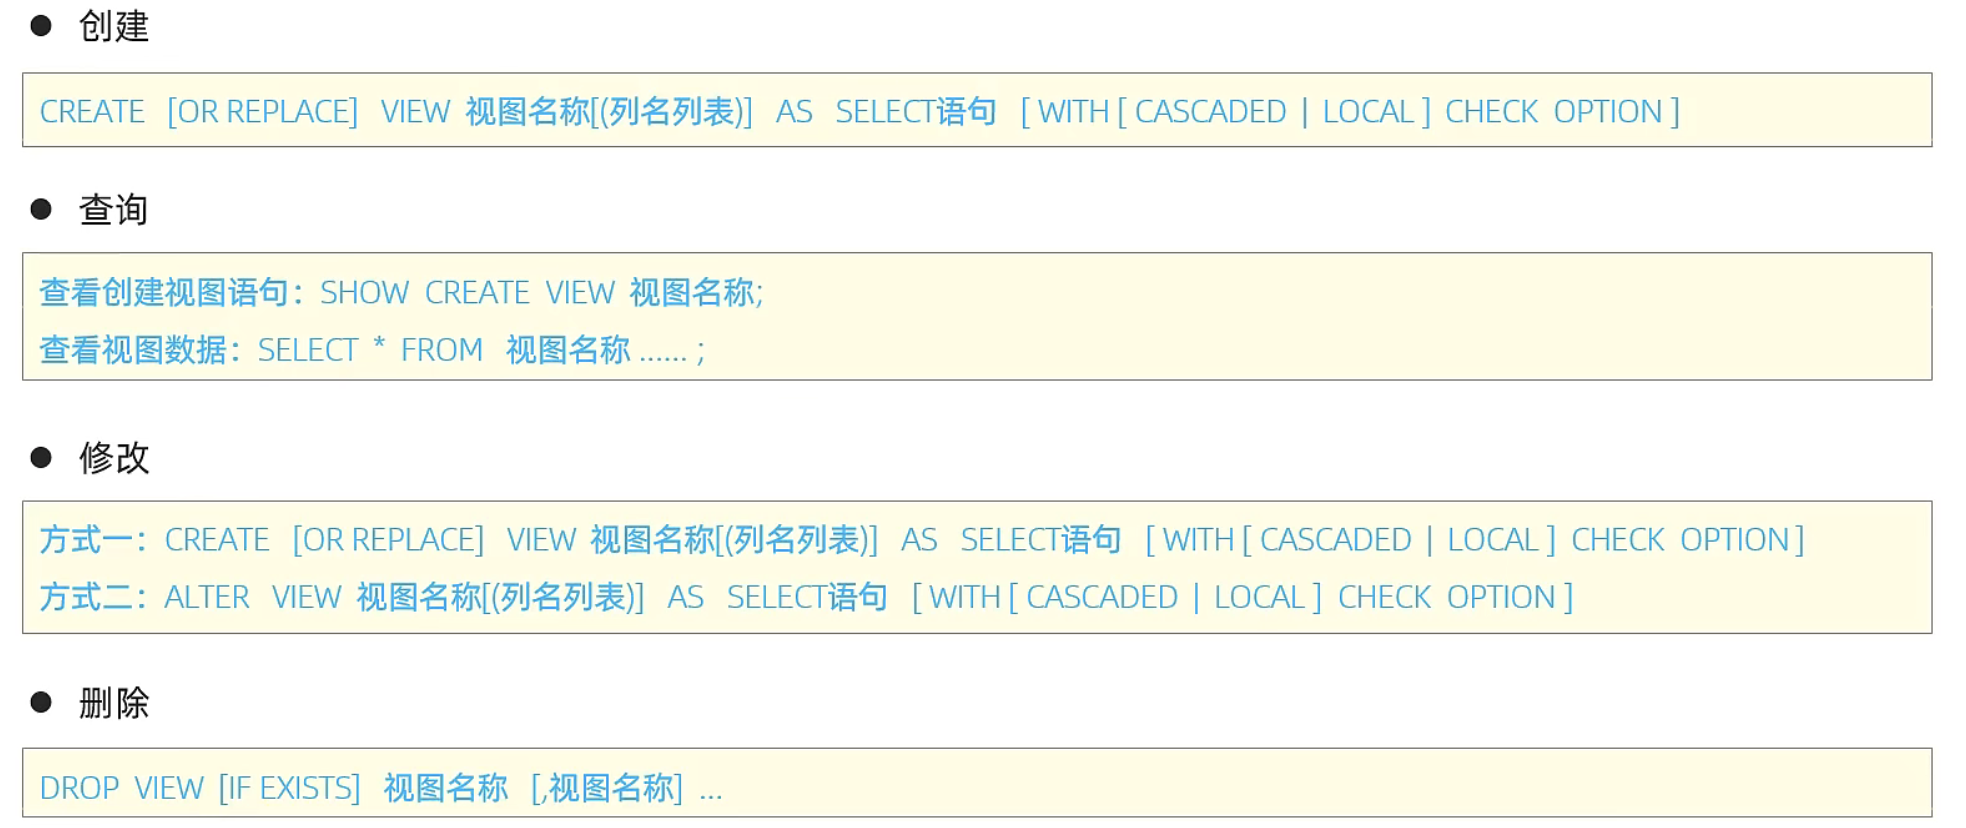 ● 创建
CREATE [OR REPLACE] VIEW 视图名称[(列名列表)] AS SELECT语句 [ WITH [ CASCADED | LOCAL ] CHECK OPTION ]
● 查询
查看创建视图语句：SHOW CREATE VIEW 视图名称;
查看视图数据：SELECT * FROM 视图名称 ...... ;
● 修改
方式一：CREATE [OR REPLACE] VIEW 视图名称[(列名列表)] AS SELECT语句 [ WITH [ CASCADED | LOCAL ] CHECK OPTION ]
方式二：ALTER VIEW 视图名称[(列名列表)] AS SELECT语句 [ WITH [ CASCADED | LOCAL ] CHECK OPTION ]
● 删除
DROP VIEW [IF EXISTS] 视图名称 [,视图名称] ...